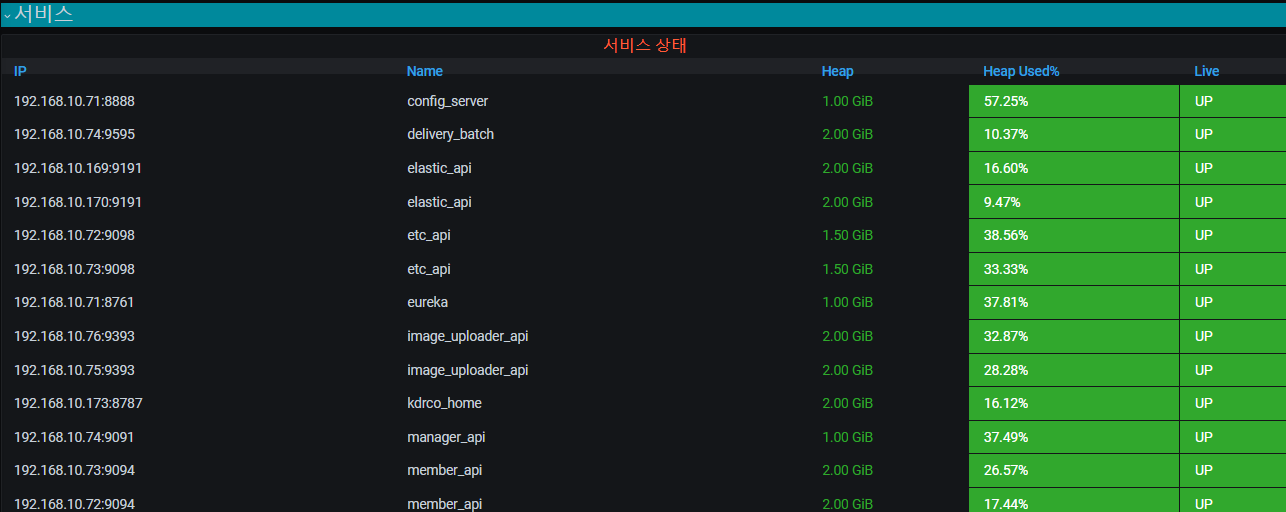 서비스
서비스 상태
IP Name Heap Heap Used% Live
192.168.10.71:8888 config_server 1.00 GiB 57.25% UP
192.168.10.74:9595 delivery_batch 2.00 GiB 10.37% UP
192.168.10.169:9191 elastic_api 2.00 GiB 16.60% UP
192.168.10.170:9191 elastic_api 2.00 GiB 9.47% UP
192.168.10.72:9098 etc_api 1.50 GiB 38.56% UP
192.168.10.73:9098 etc_api 1.50 GiB 33.33% UP
192.168.10.71:8761 eureka 1.00 GiB 37.81% UP
192.168.10.76:9393 image_uploader_api 2.00 GiB 32.87% UP
192.168.10.75:9393 image_uploader_api 2.00 GiB 28.28% UP
192.168.10.173:8787 kdrco_home 2.00 GiB 16.12% UP
192.168.10.74:9091 manager_api 1.00 GiB 37.49% UP
192.168.10.73:9094 member_api 2.00 GiB 26.57% UP
192.168.10.72:9094 member_api 2.00 GiB 17.44% UP